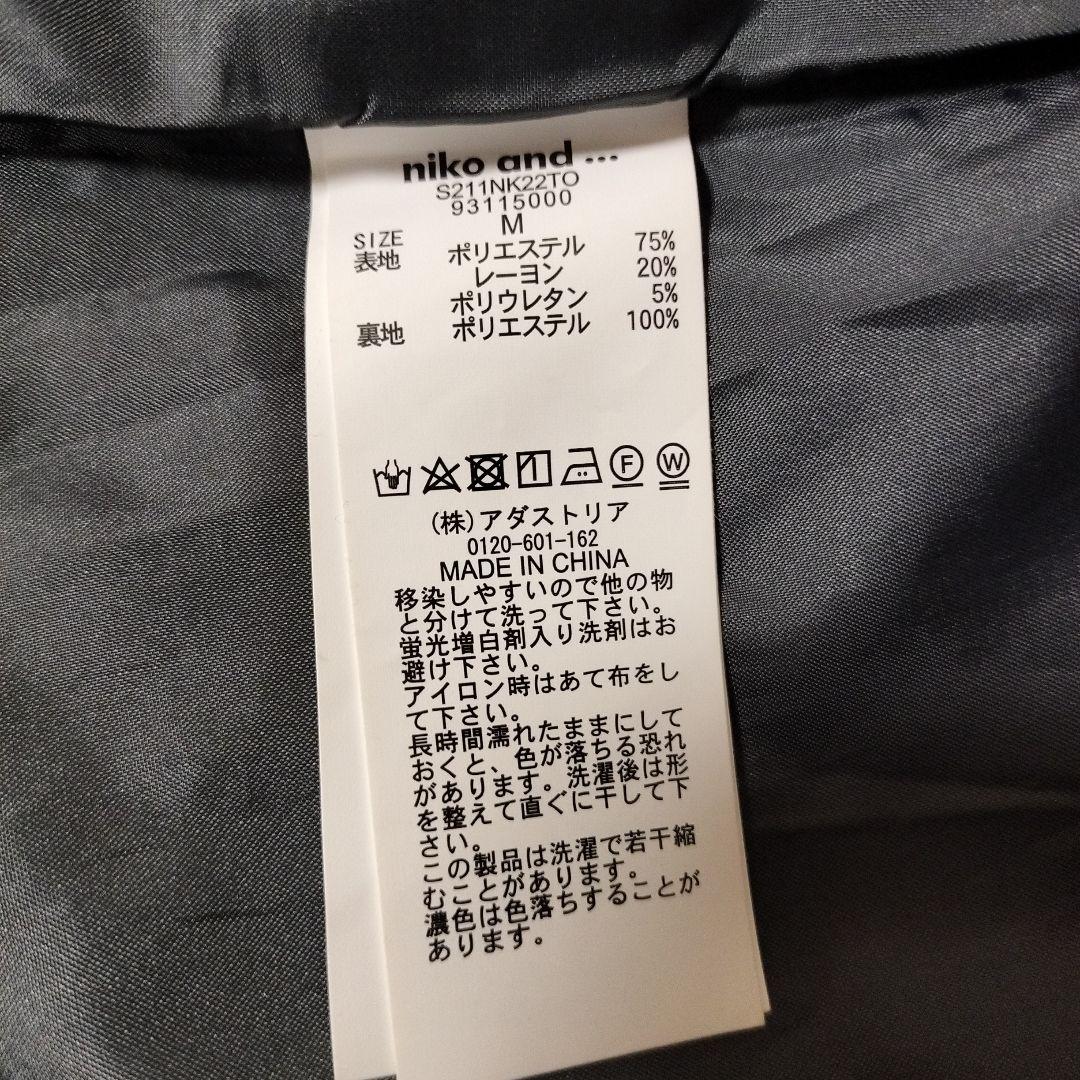 niko and ...
S211NK22TO
93115000
SIZE M
表地 ポリエステル 75%
レーヨン 20%
ポリウレタン 5%
裏地 ポリエステル 100%
F W
(株)アダストリア
0120-601-162
MADE IN CHINA
移染しやすいので他の物
と分けて洗って下さい。
蛍光増白剤入り洗剤はお
避け下さい。
アイロン時はあて布をし
て下さい。
長時間濡れたままにして
おくと、色が落ちる恐れ
があります。洗濯後は形
を整えて直ぐに干して下
さい。
この製品は洗濯で若干縮
むことがあります。
濃色は色落ちすることが
あります。